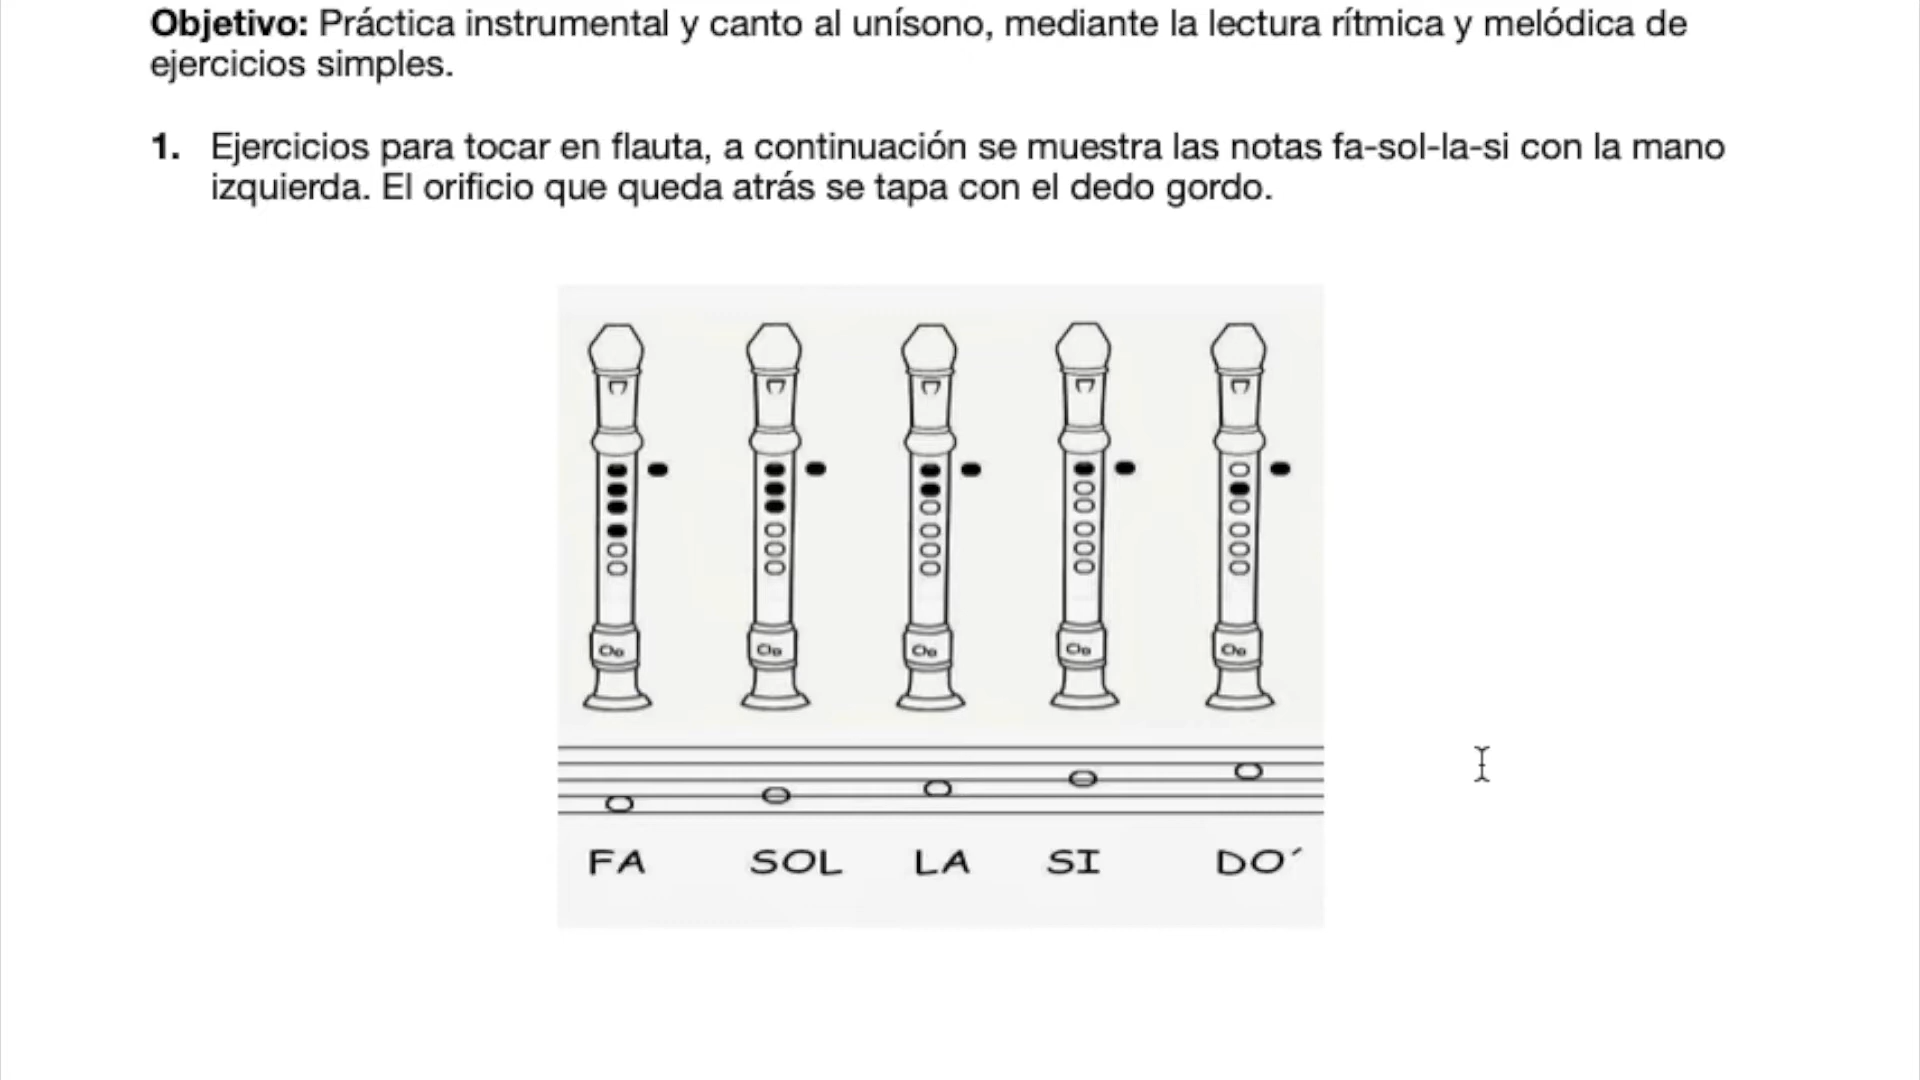 Objetivo: Práctica instrumental y canto al unísono, mediante la lectura rítmica y melódica de
ejercicios simples.
1. Ejercicios para tocar en flauta, a continuación se muestra las notas fa-sol-la-si con la mano
izquierda. El orificio que queda atrás se tapa con el dedo gordo.
FA SOL LA SI DO´